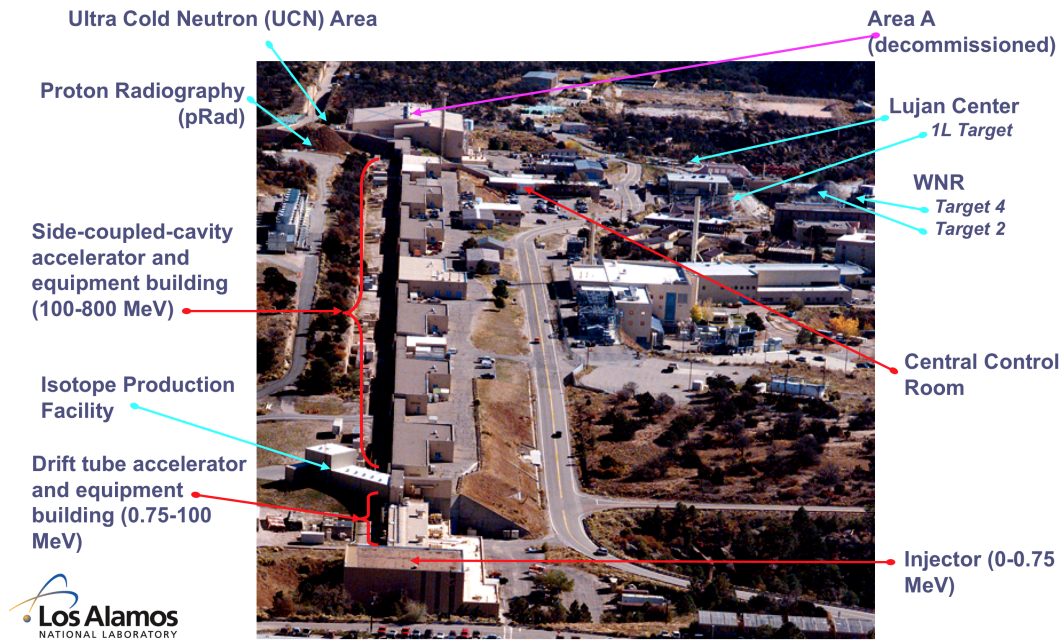 Ultra Cold Neutron (UCN) Area
Area A
(decommissioned)
Proton Radiography
(pRad)
Lujan Center
1L Target
WNR
Target 4
Target 2
Side-coupled-cavity
accelerator and
equipment building
(100-800 MeV)
Central Control
Room
Isotope Production
Facility
Drift tube accelerator
and equipment
building (0.75-100
MeV)
Injector (0-0.75
MeV)
Los Alamos
NATIONAL LABORATORY